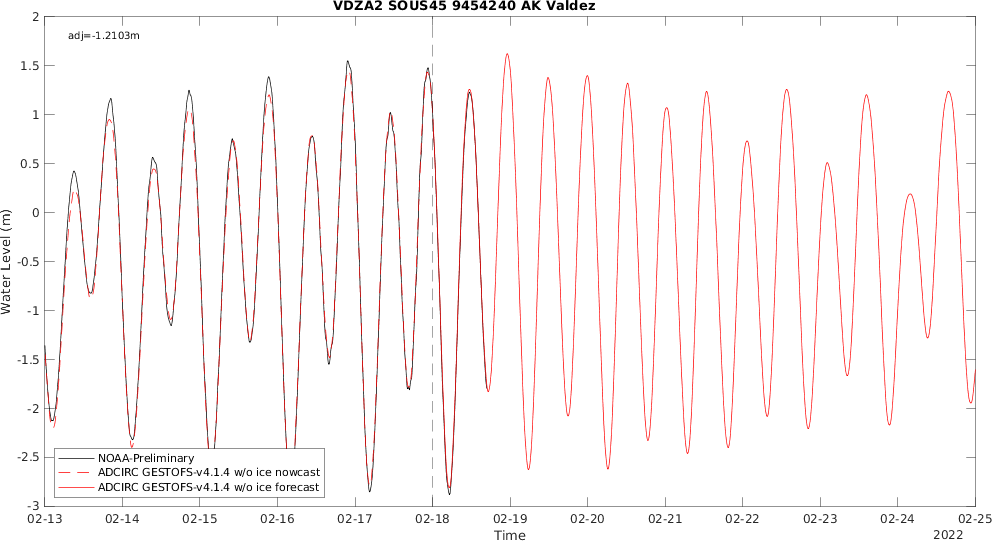 VDZA2 SOUS45 9454240 AK Valdez
adj=-1.2103m
2
1.5
1
0.5
0
-0.5
-1
-1.5
-2
-2.5
-3
Water Level (m)
NOAA-Preliminary
ADCIRC GESTOFS-v4.1.4 w/o ice nowcast
ADCIRC GESTOFS-v4.1.4 w/o ice forecast
02-13 02-14 02-15 02-16 02-17 02-18 02-19 02-20 02-21 02-22 02-23 02-24 02-25
Time
2022